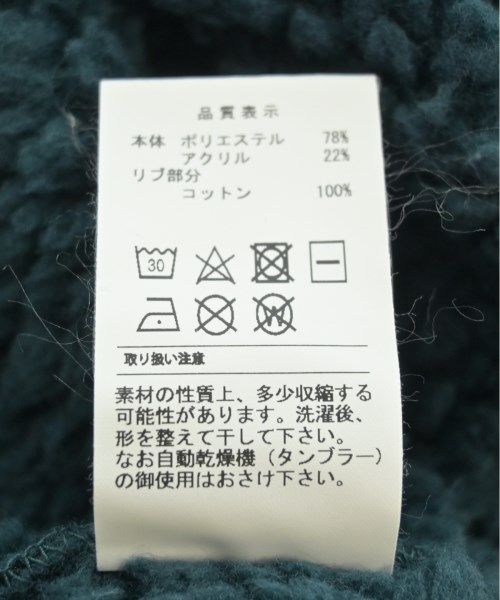 品質表示
本体 ポリエステル 78%
アクリル 22%
リブ部分
コットン 100%
30
W
取り扱い注意
素材の性質上、多少収縮する
可能性があります。洗濯後、
形を整えて干して下さい。
なお自動乾燥機（タンブラー）
の御使用はおさけ下さい。